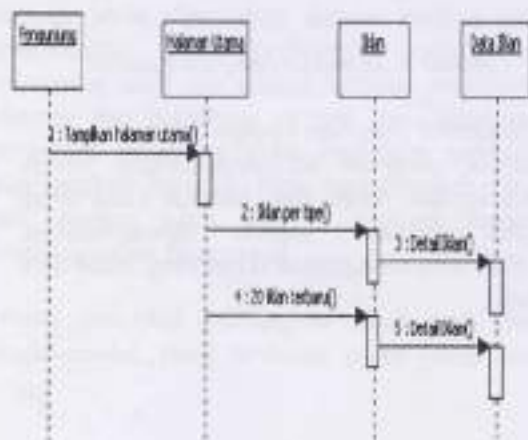 Pengunjung
Halaman Utama
Iklan
Data Iklan
1 : Tampilkan halaman utama()
2 : Iklan per tipe()
3 : Detail Iklan()
4 : 20 Iklan terbaru()
5 : Detail Iklan()